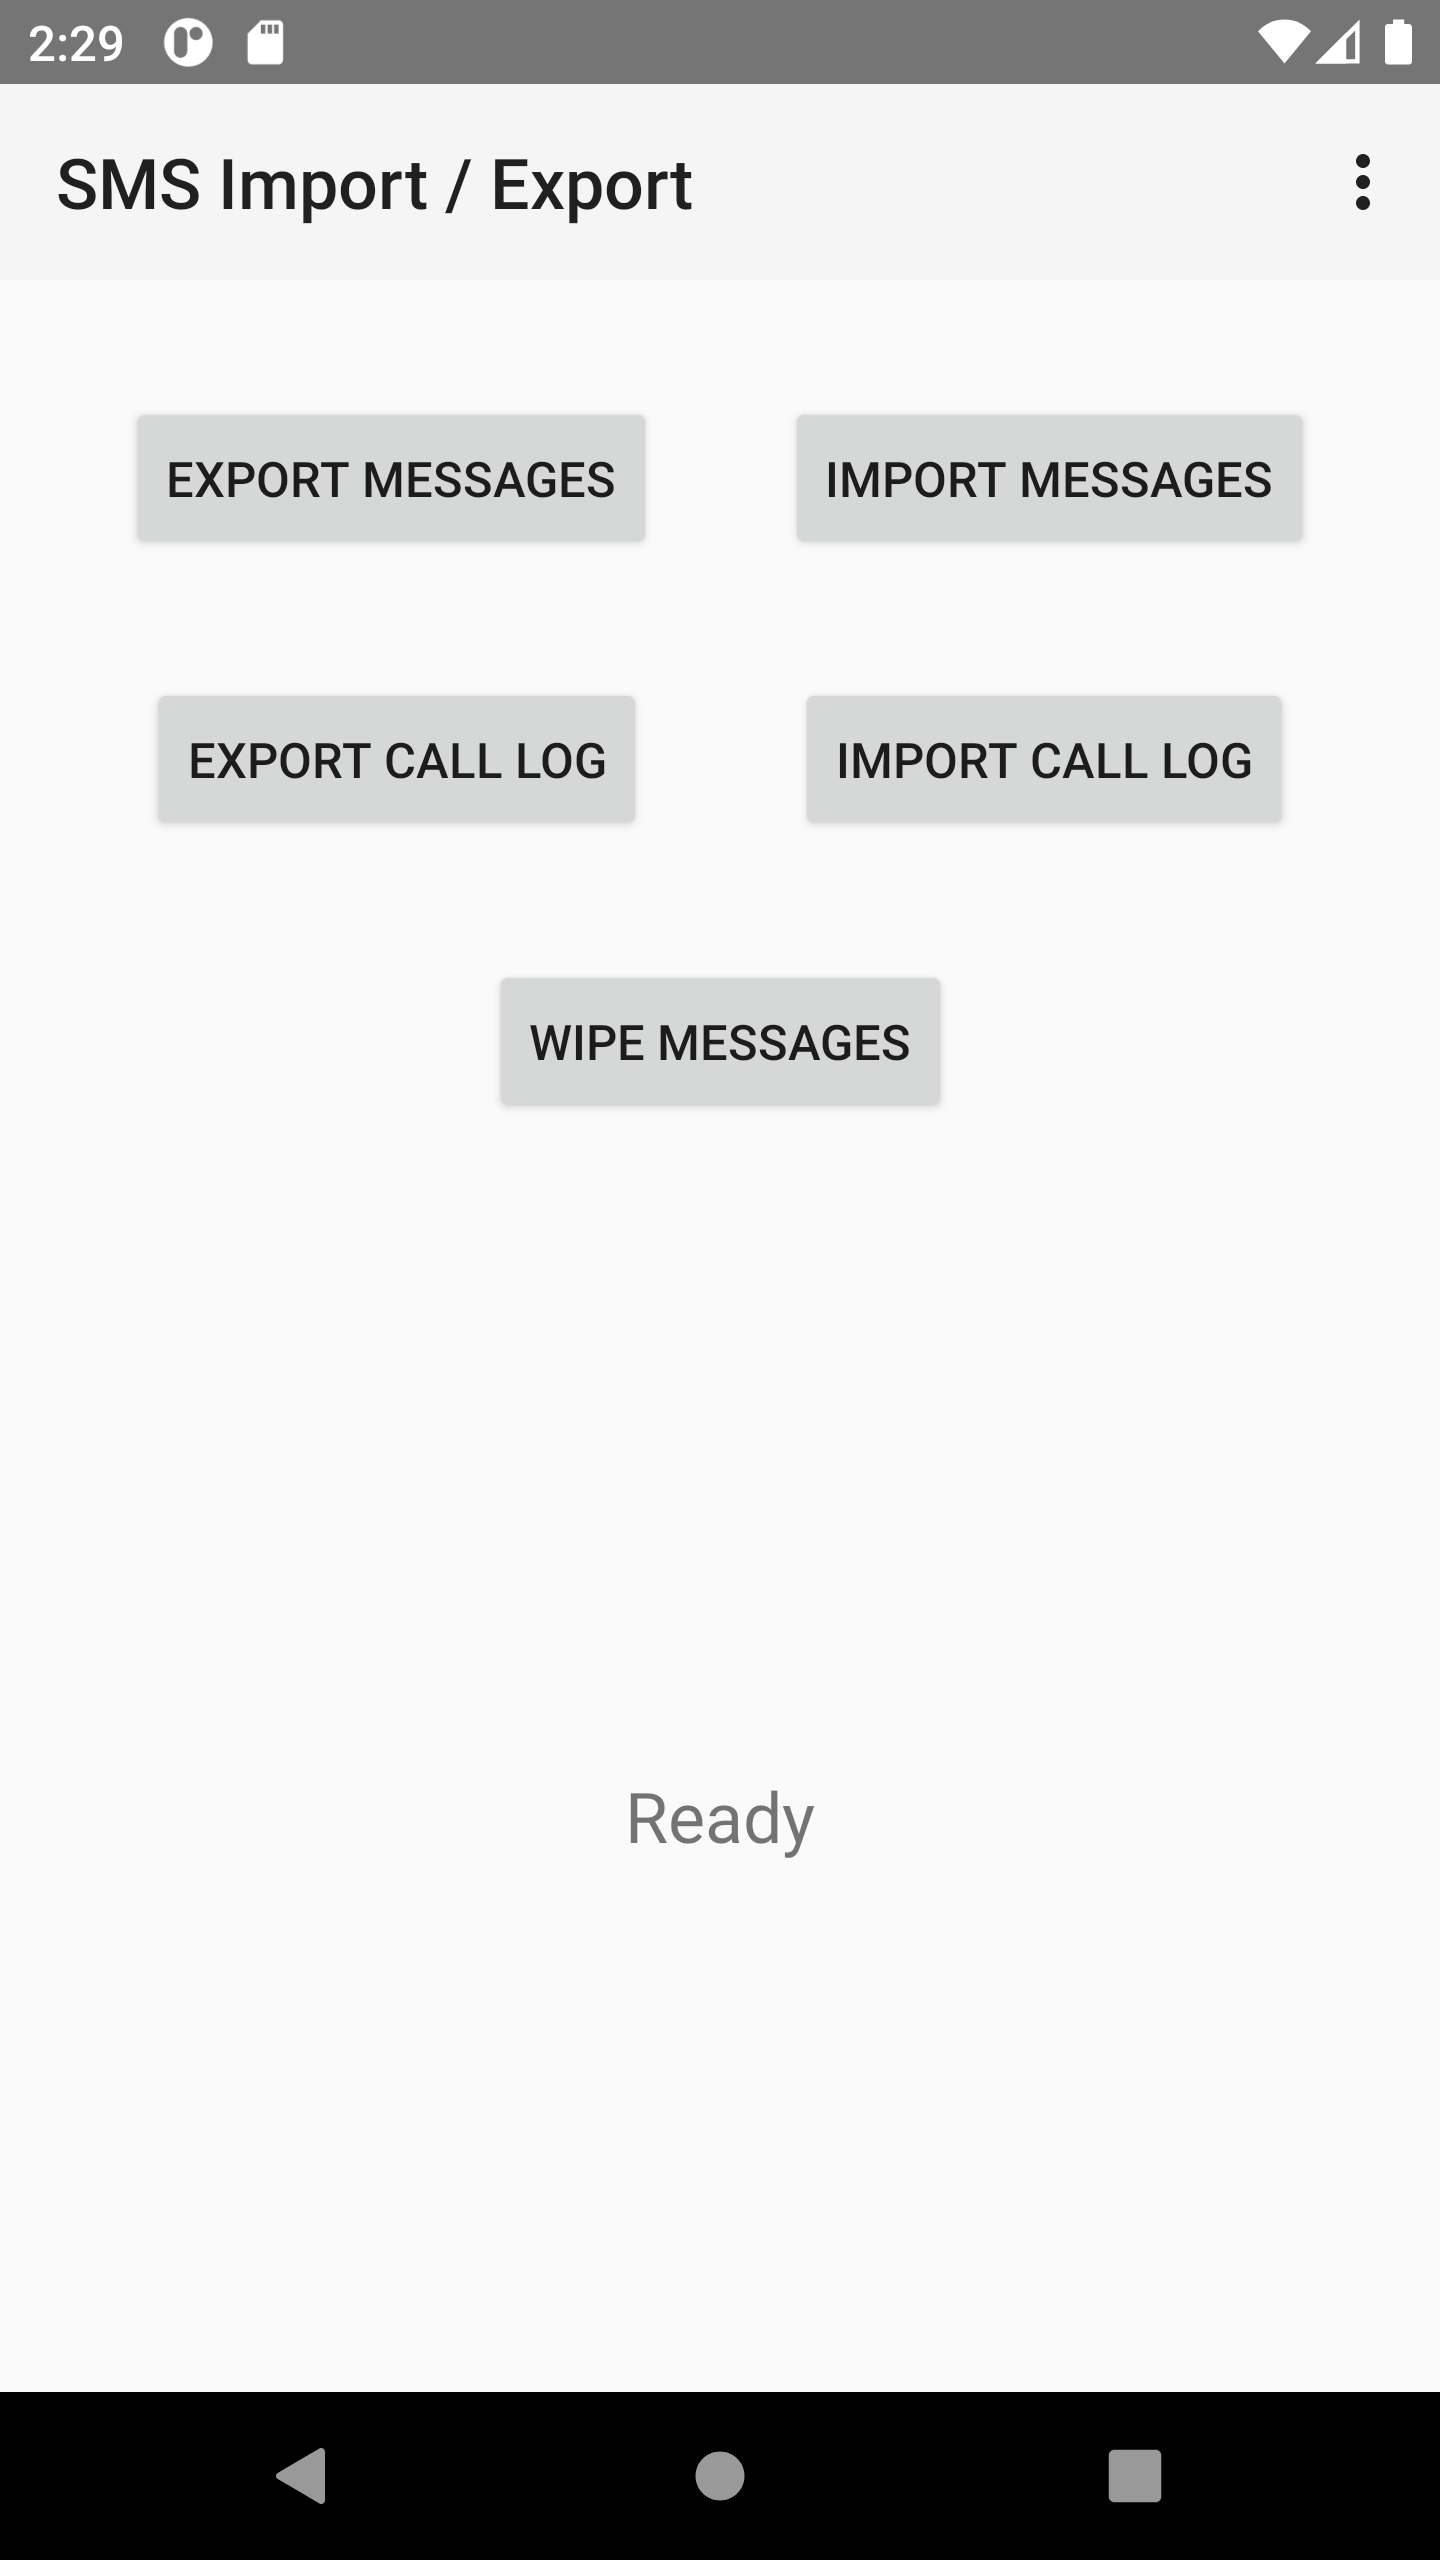 2:29
SMS Import / Export
EXPORT MESSAGES
IMPORT MESSAGES
EXPORT CALL LOG
IMPORT CALL LOG
WIPE MESSAGES
Ready